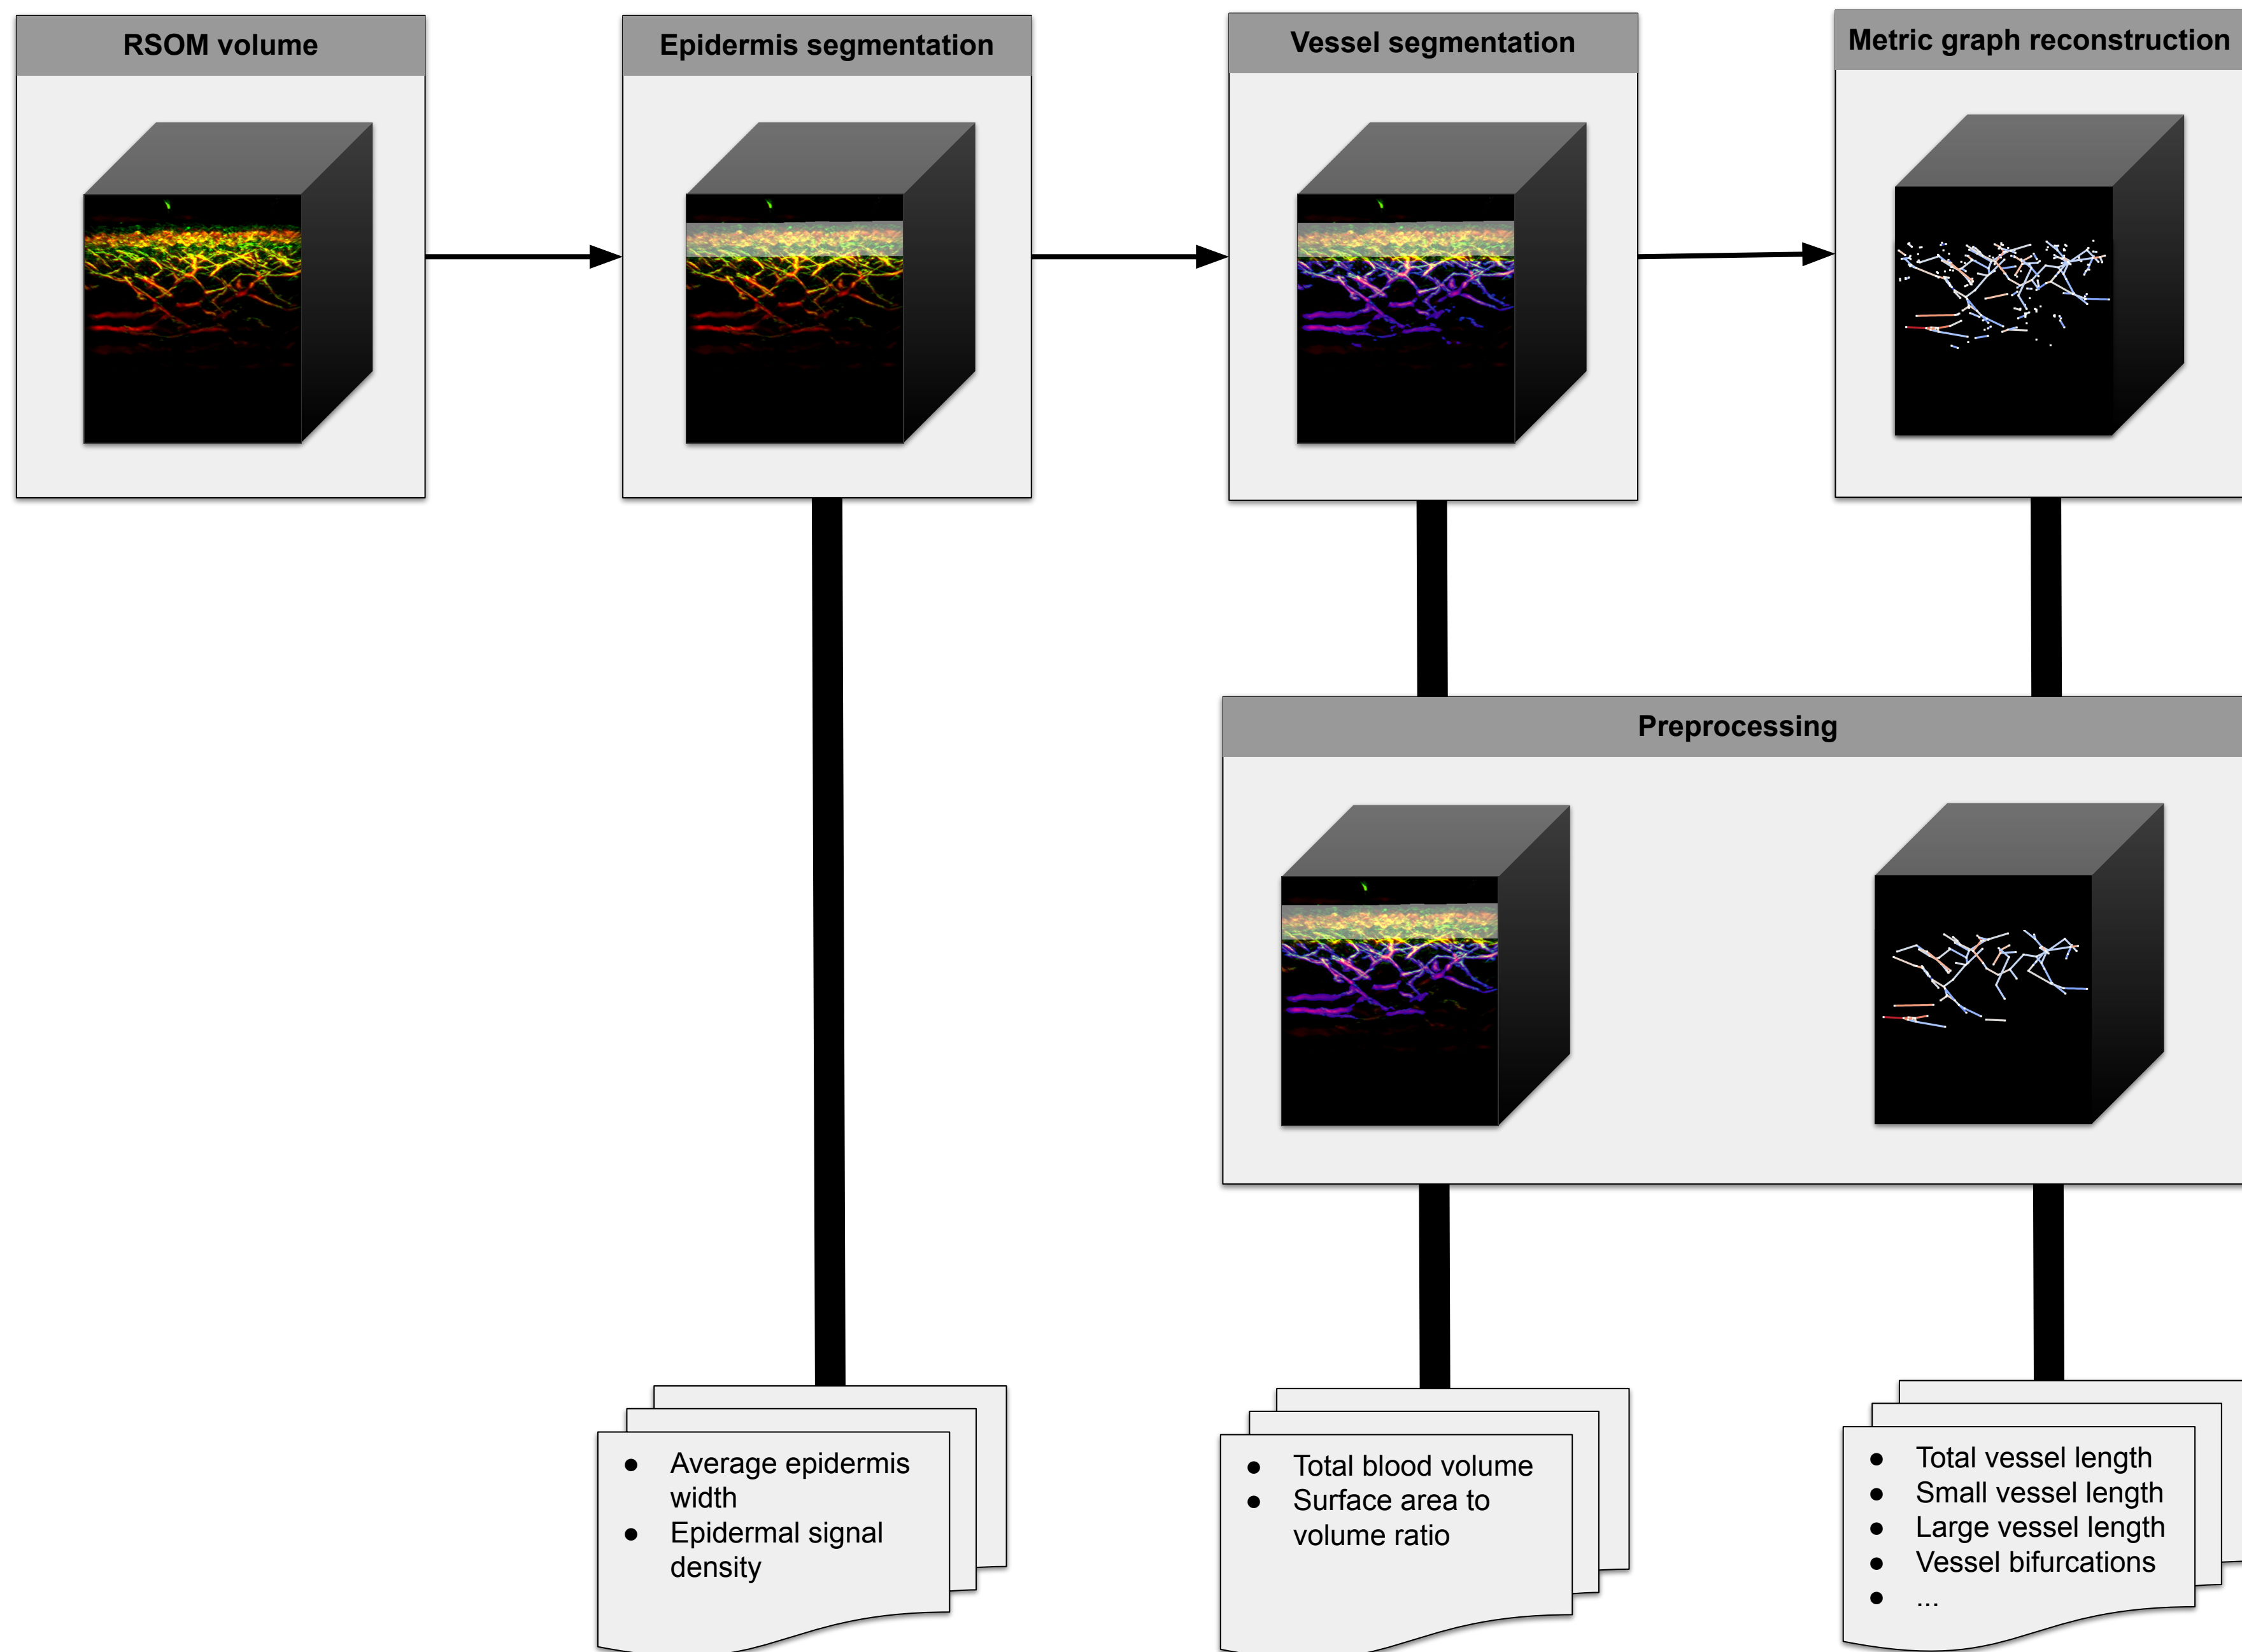 RSOM volume
Epidermis segmentation
Vessel segmentation
Metric graph reconstruction
Preprocessing
● Average epidermis
width
● Epidermal signal
density
● Total blood volume
● Surface area to
volume ratio
● Total vessel length
● Small vessel length
● Large vessel length
● Vessel bifurcations
● ...